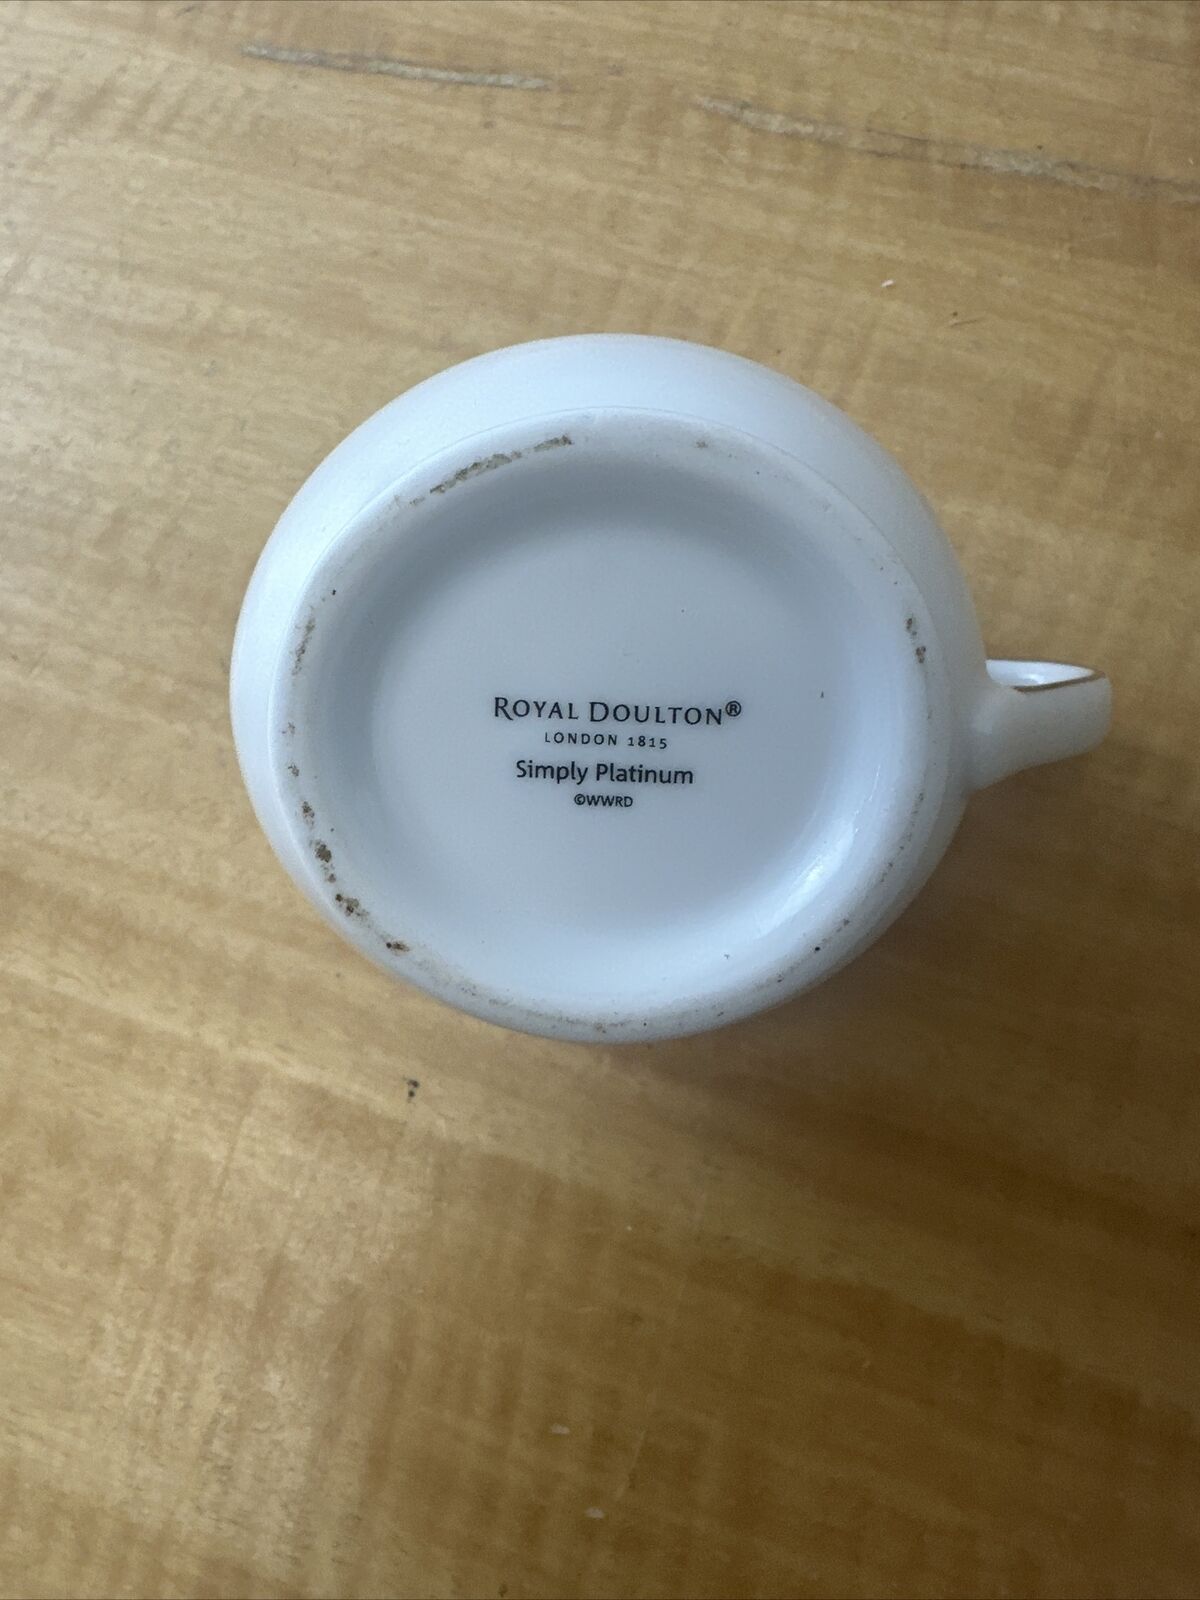 ROYAL DOULTON®
LONDON 1815
Simply Platinum
©WWRD